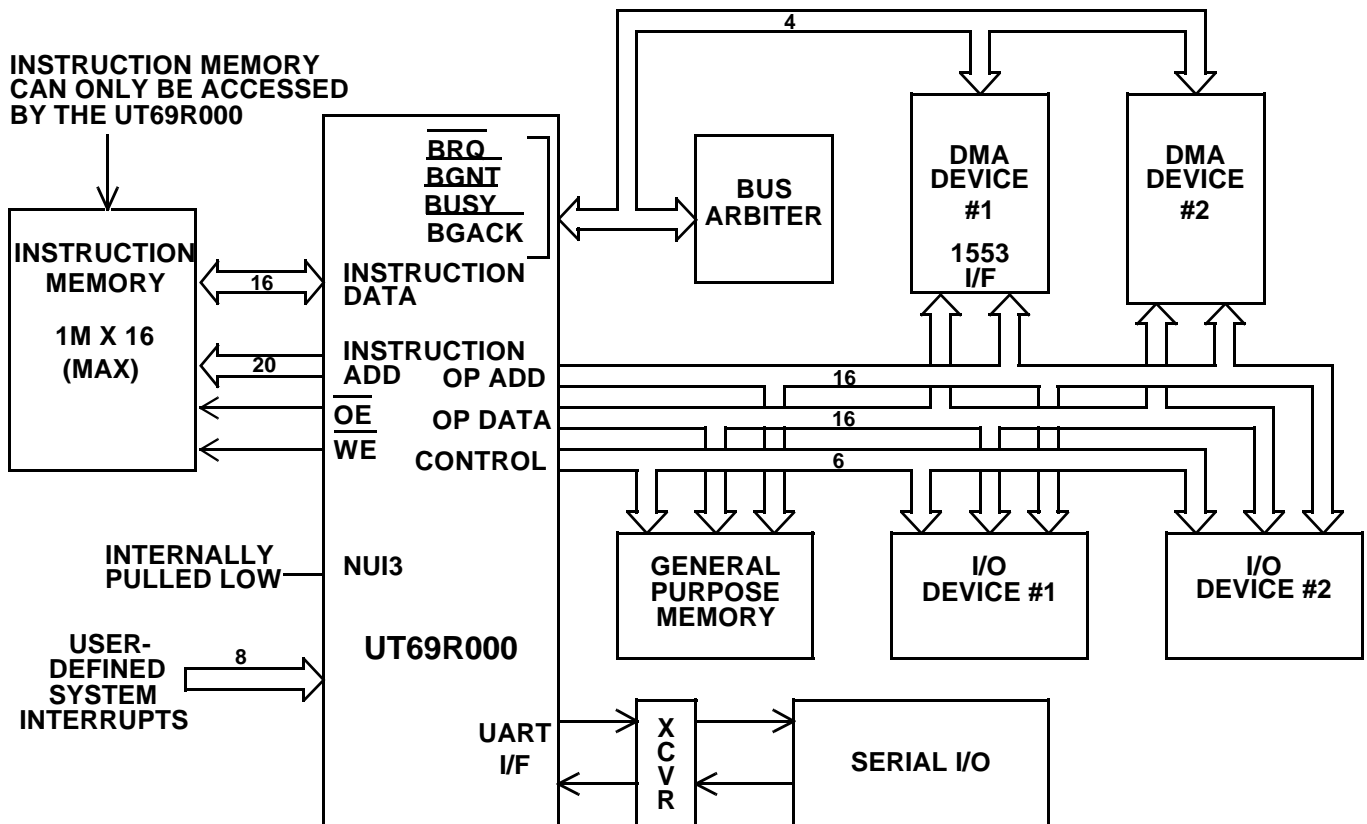 4
INSTRUCTION MEMORY
CAN ONLY BE ACCESSED
BY THE UT69R000
BRQ
BGNT
BUSY
BGACK
BUS
ARBITER
DMA
DEVICE
#1
1553
I/F
DMA
DEVICE
#2
INSTRUCTION
MEMORY
1M X 16
(MAX)
16
INSTRUCTION
DATA
20
INSTRUCTION
ADD
OP ADD
16
OE
OP DATA
16
WE
CONTROL
6
INTERNALLY
PULLED LOW
NUI3
GENERAL
PURPOSE
MEMORY
I/O
DEVICE #1
I/O
DEVICE #2
USER-
DEFINED
SYSTEM
INTERRUPTS
8
UT69R000
UART
I/F
X
C
V
R
SERIAL I/O